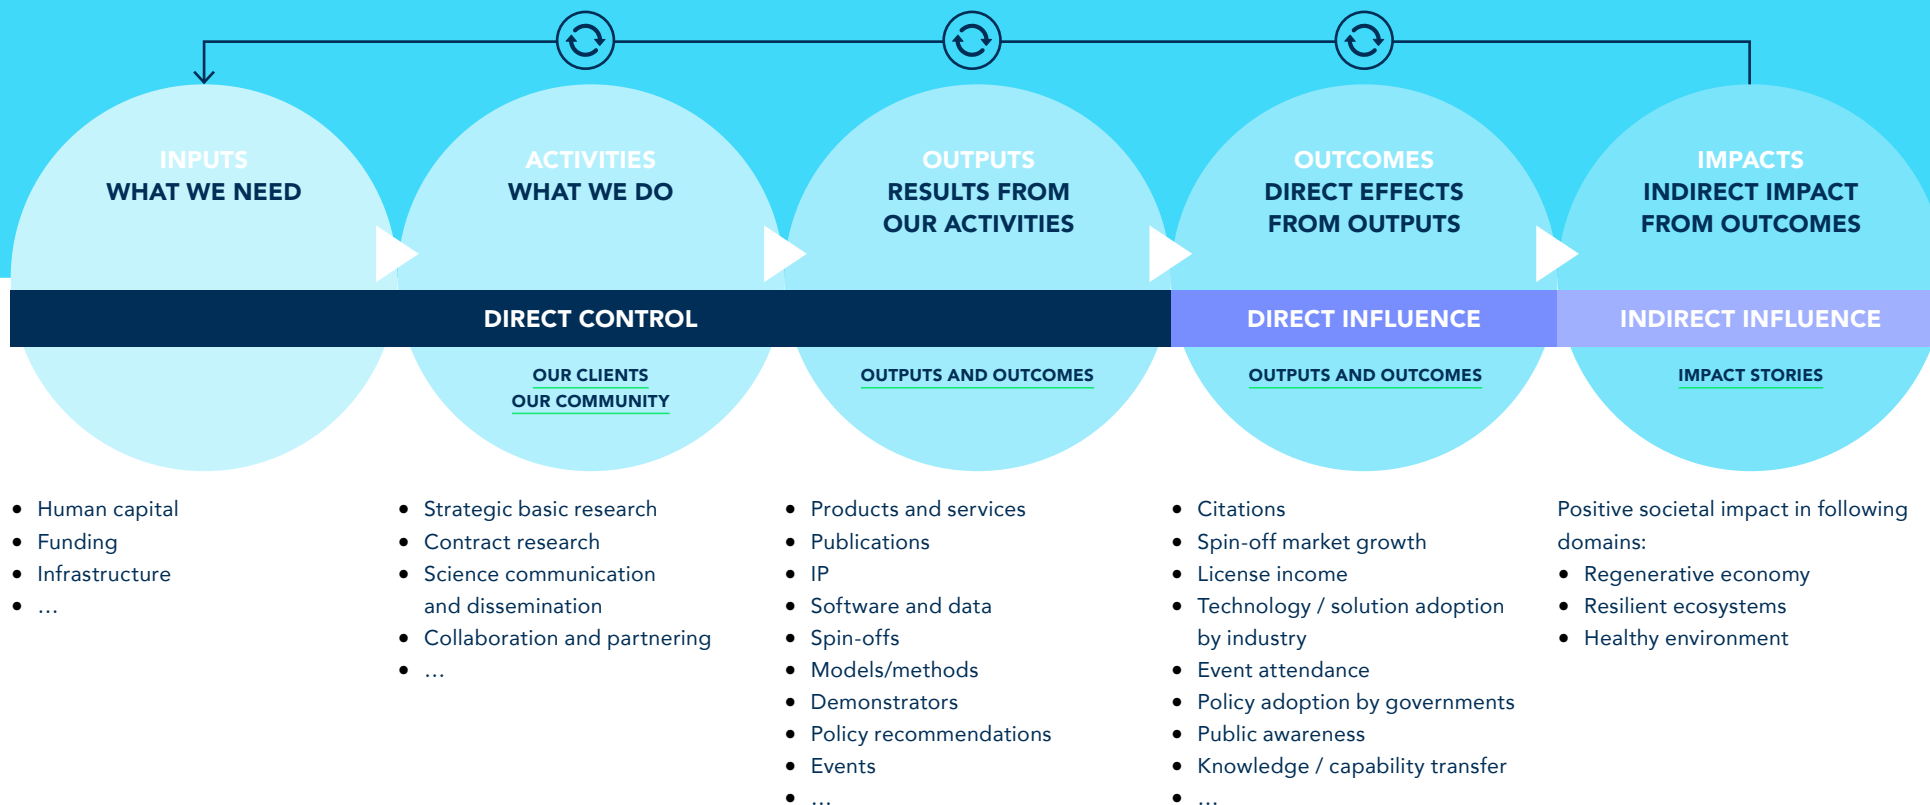 INPUTS
WHAT WE NEED
ACTIVITIES
WHAT WE DO
OUTPUTS
RESULTS FROM
OUR ACTIVITIES
OUTCOMES
DIRECT EFFECTS
FROM OUTPUTS
IMPACTS
INDIRECT IMPACT
FROM OUTCOMES
DIRECT CONTROL
DIRECT INFLUENCE
INDIRECT INFLUENCE
OUR CLIENTS
OUR COMMUNITY
OUTPUTS AND OUTCOMES
OUTPUTS AND OUTCOMES
IMPACT STORIES
• Human capital
• Funding
• Infrastructure
• …
• Strategic basic research
• Contract research
• Science communication
and dissemination
• Collaboration and partnering
• …
• Products and services
• Publications
• IP
• Software and data
• Spin-offs
• Models/methods
• Demonstrators
• Policy recommendations
• Events
• …
• Citations
• Spin-off market growth
• License income
• Technology / solution adoption
by industry
• Event attendance
• Policy adoption by governments
• Public awareness
• Knowledge / capability transfer
• …
Positive societal impact in following
domains:
• Regenerative economy
• Resilient ecosystems
• Healthy environment